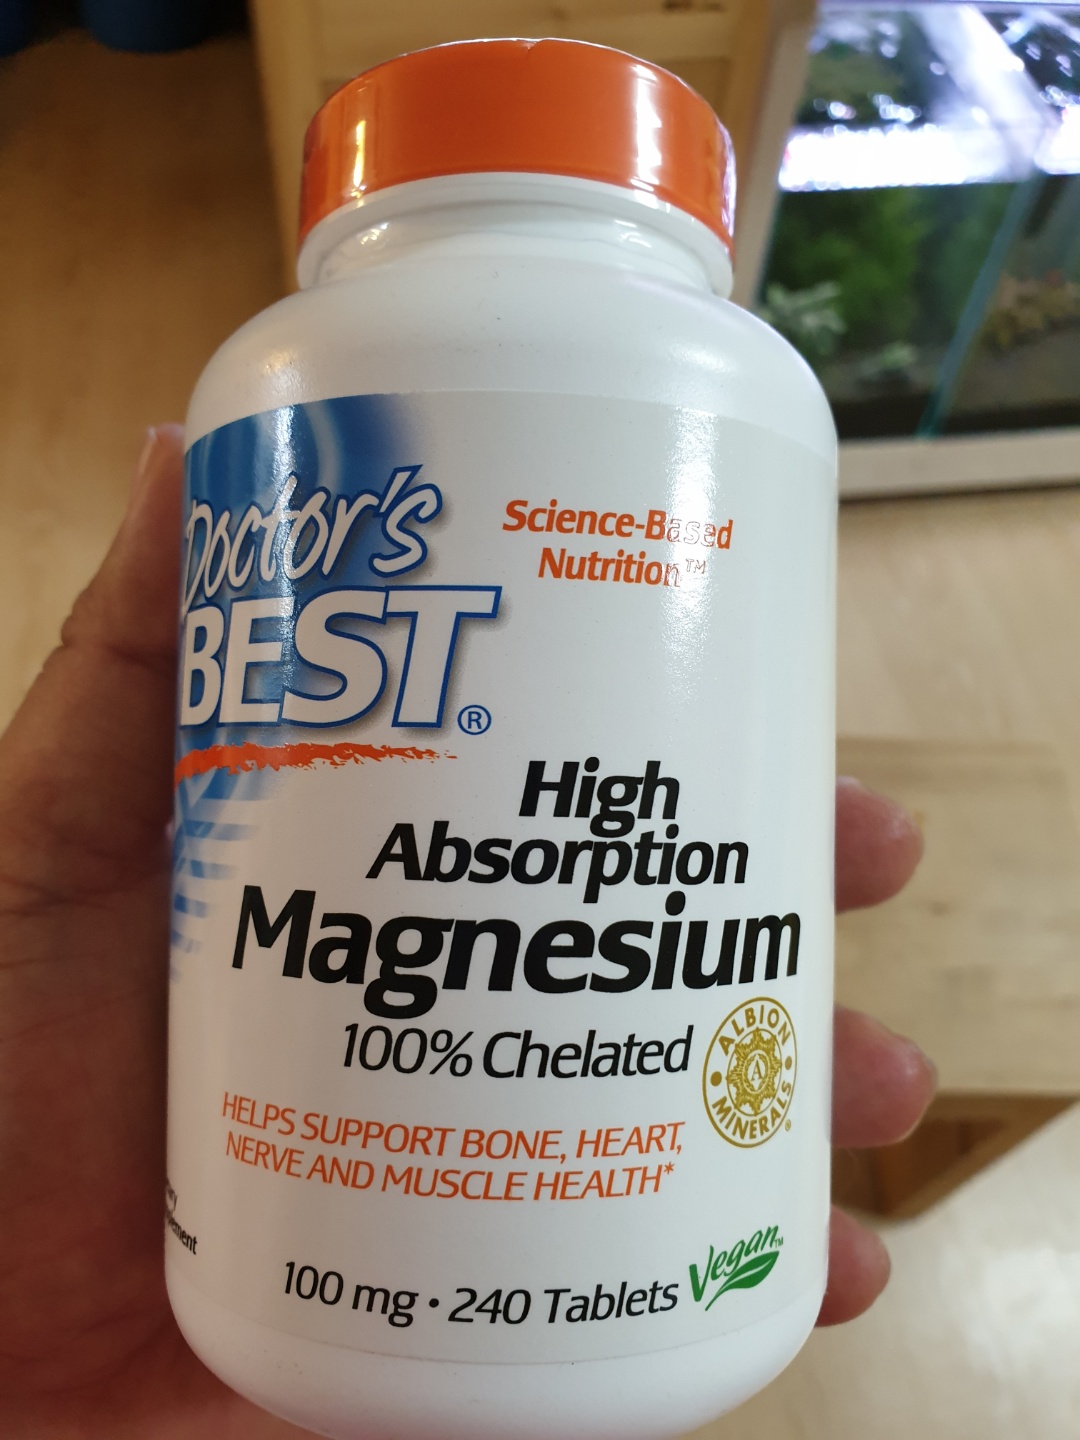 Doctor's
BEST®
Science-Based
Nutrition™
High
Absorption
Magnesium
100% Chelated
ALBION
A
MINERALS®
HELPS SUPPORT BONE, HEART,
NERVE AND MUSCLE HEALTH*
100 mg • 240 Tablets
Vegan™